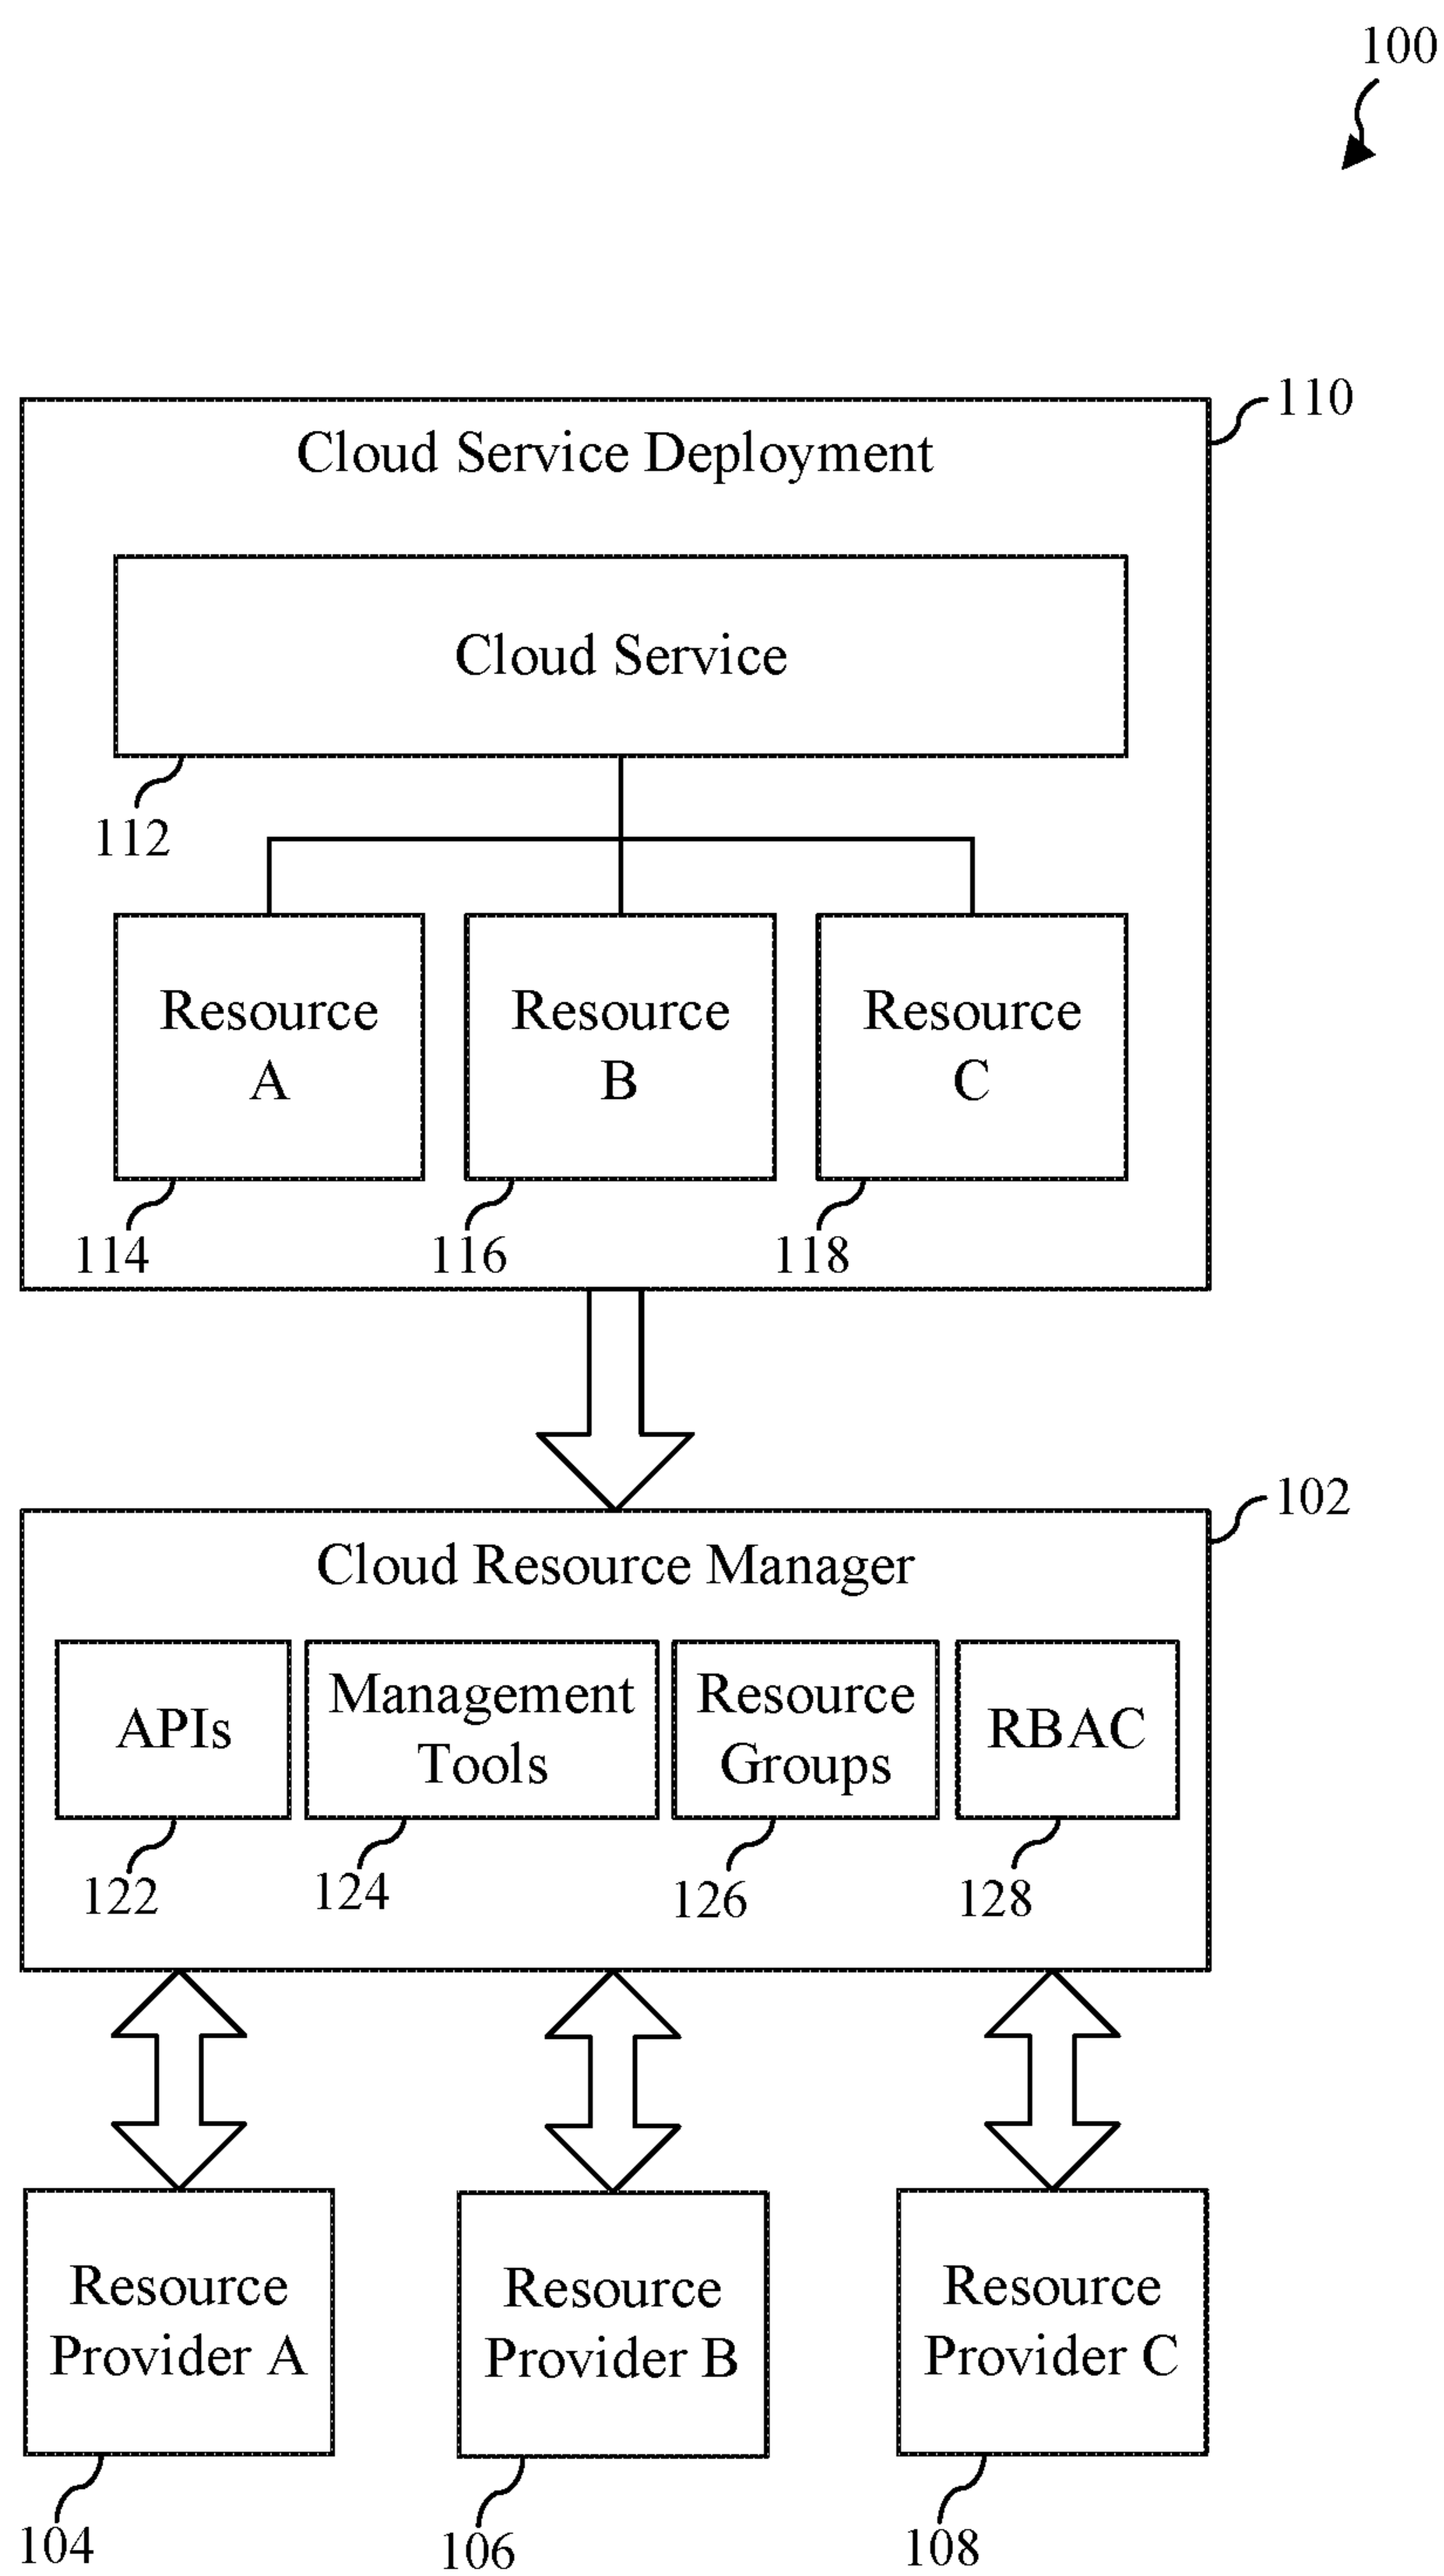 100
110
Cloud Service Deployment
Cloud Service
112
Resource
A
Resource
B
Resource
C
114
116
118
102
Cloud Resource Manager
APIs
Management
Tools
Resource
Groups
RBAC
122
124
126
128
Resource
Provider A
Resource
Provider B
Resource
Provider C
104
106
108